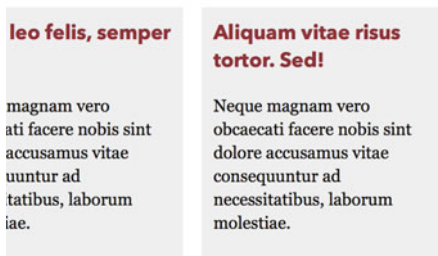 leo felis, semper
magnam vero
ati facere nobis sint
accusamus vitae
uuntur ad
itatibus, laborum
iae.
Aliquam vitae risus
tortor. Sed!
Neque magnam vero
obcaecati facere nobis sint
dolore accusamus vitae
consequuntur ad
necessitatibus, laborum
molestiae.